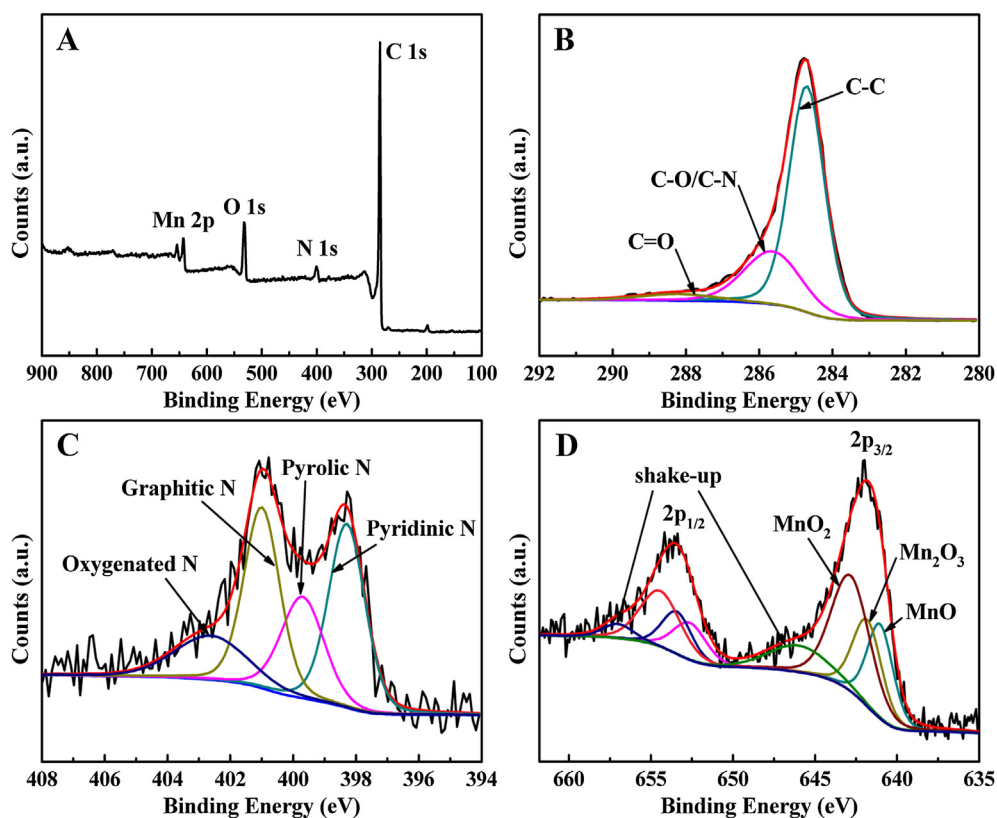 A
C 1s
Mn 2p
O 1s
N 1s
Counts (a.u.)
900 800 700 600 500 400 300 200 100
Binding Energy (eV)
B
C-C
C-O/C-N
C=O
Counts (a.u.)
292 290 288 286 284 282 280
Binding Energy (eV)
C
Pyrolic N
Graphitic N
Pyridinic N
Oxygenated N
Counts (a.u.)
408 406 404 402 400 398 396 394
Binding Energy (eV)
D
2p3/2
shake-up
2p1/2
MnO2
Mn2O3
MnO
Counts (a.u.)
660 655 650 645 640 635
Binding Energy (eV)